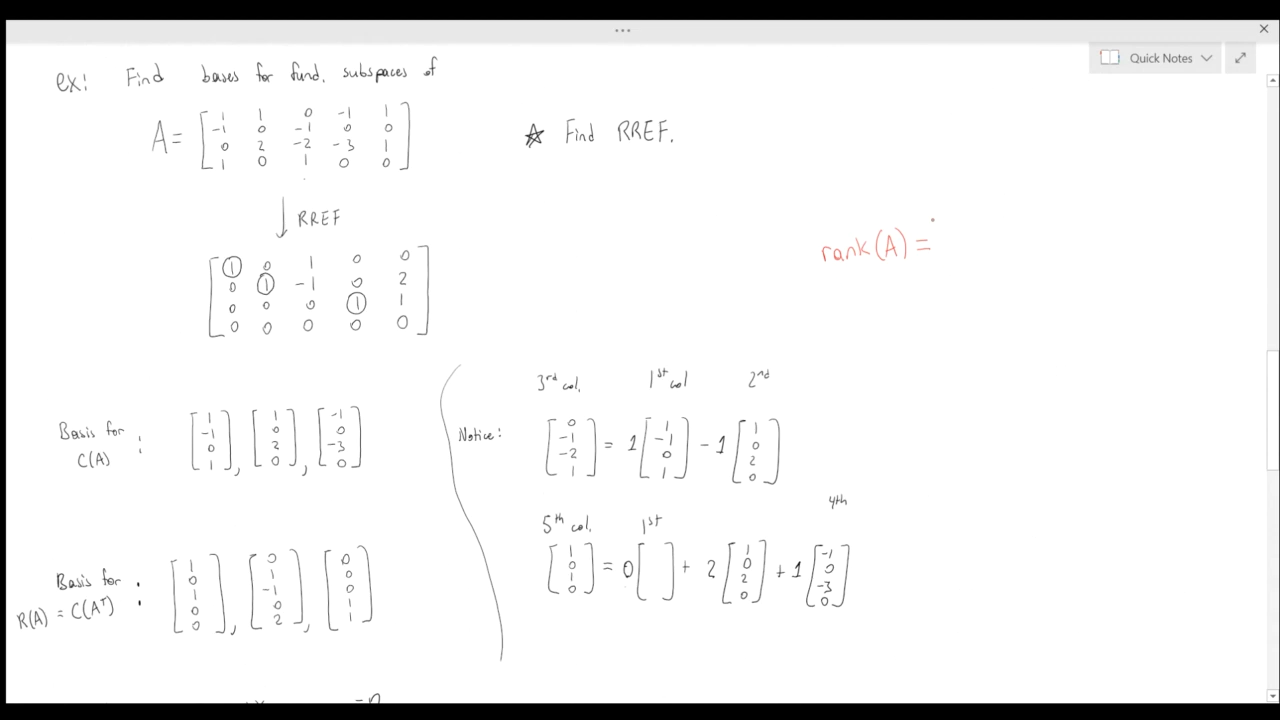 Quick Notes
ex: Find bases for fund. subspaces of
A = [ 1 1 0 -1 1
-1 0 -1 0 0
0 2 -2 -3 1
1 0 1 0 0 ]
☆ Find RREF.
↓ RREF
rank(A) =
[ 1 0 1 0 0
0 1 -1 0 2
0 0 0 1 1
0 0 0 0 0 ]
Basis for C(A) : [1 -1 0 1], [1 0 2 0], [-1 0 -3 0]
3rd col. 1st col 2nd
Notice: [0 -1 -2 1] = 1 [1 -1 0 1] - 1 [1 0 2 0]
5th col. 1st 4th
[1 0 1 0] = 0 [ ] + 2 [1 0 2 0] + 1 [-1 0 -3 0]
Basis for R(A) = C(Aᵀ) : [1 0 1 0 0], [0 1 -1 0 2], [0 0 0 1 1]